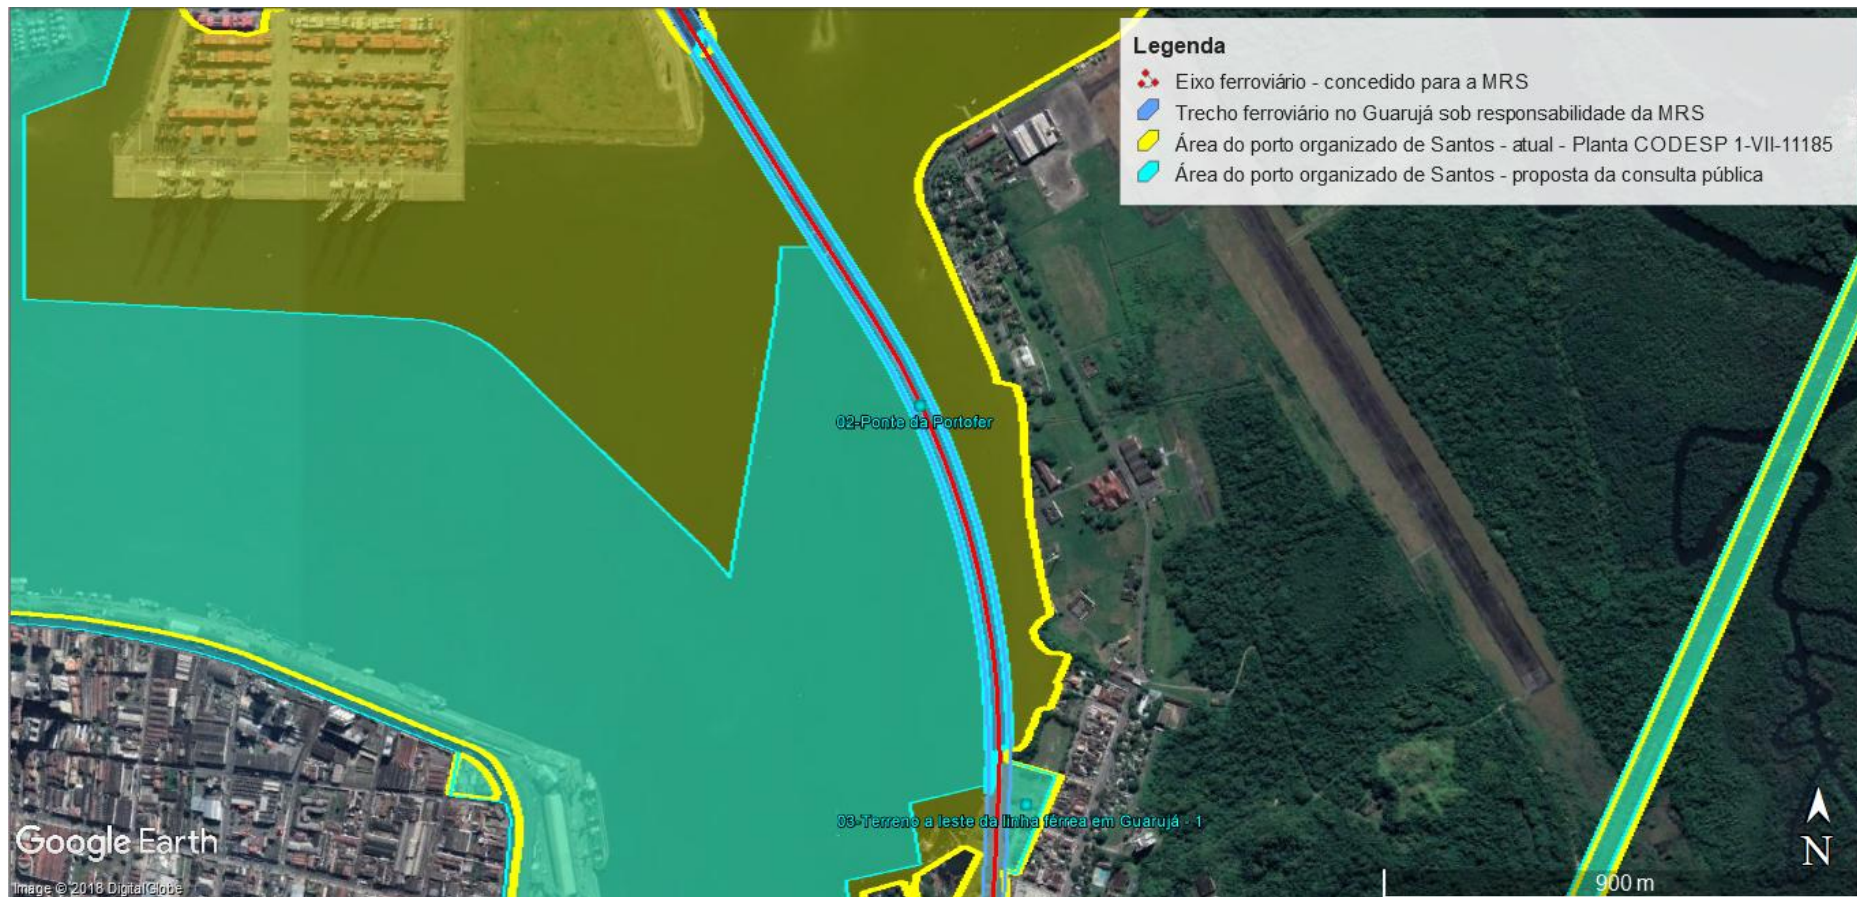 Legenda
Eixo ferroviário - concedido para a MRS
Trecho ferroviário no Guarujá sob responsabilidade da MRS
Área do porto organizado de Santos - atual - Planta CODESP 1-VII-11185
Área do porto organizado de Santos - proposta da consulta pública
02-Ponte da Portofer
03-Terreno a leste da linha férrea em Guarujá - 1
Google Earth
Image © 2018 DigitalGlobe
N
900 m